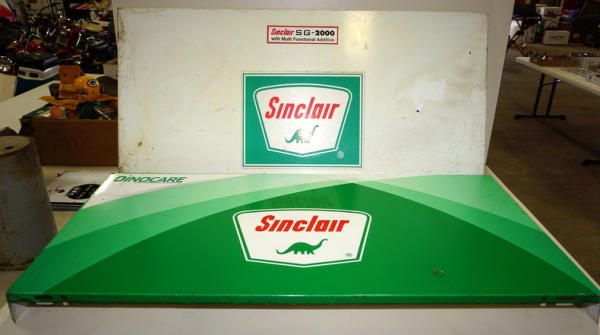 Sinclair SG-2000
with Multi Functional Additive
Sinclair
®
DINOCARE
Sinclair
®